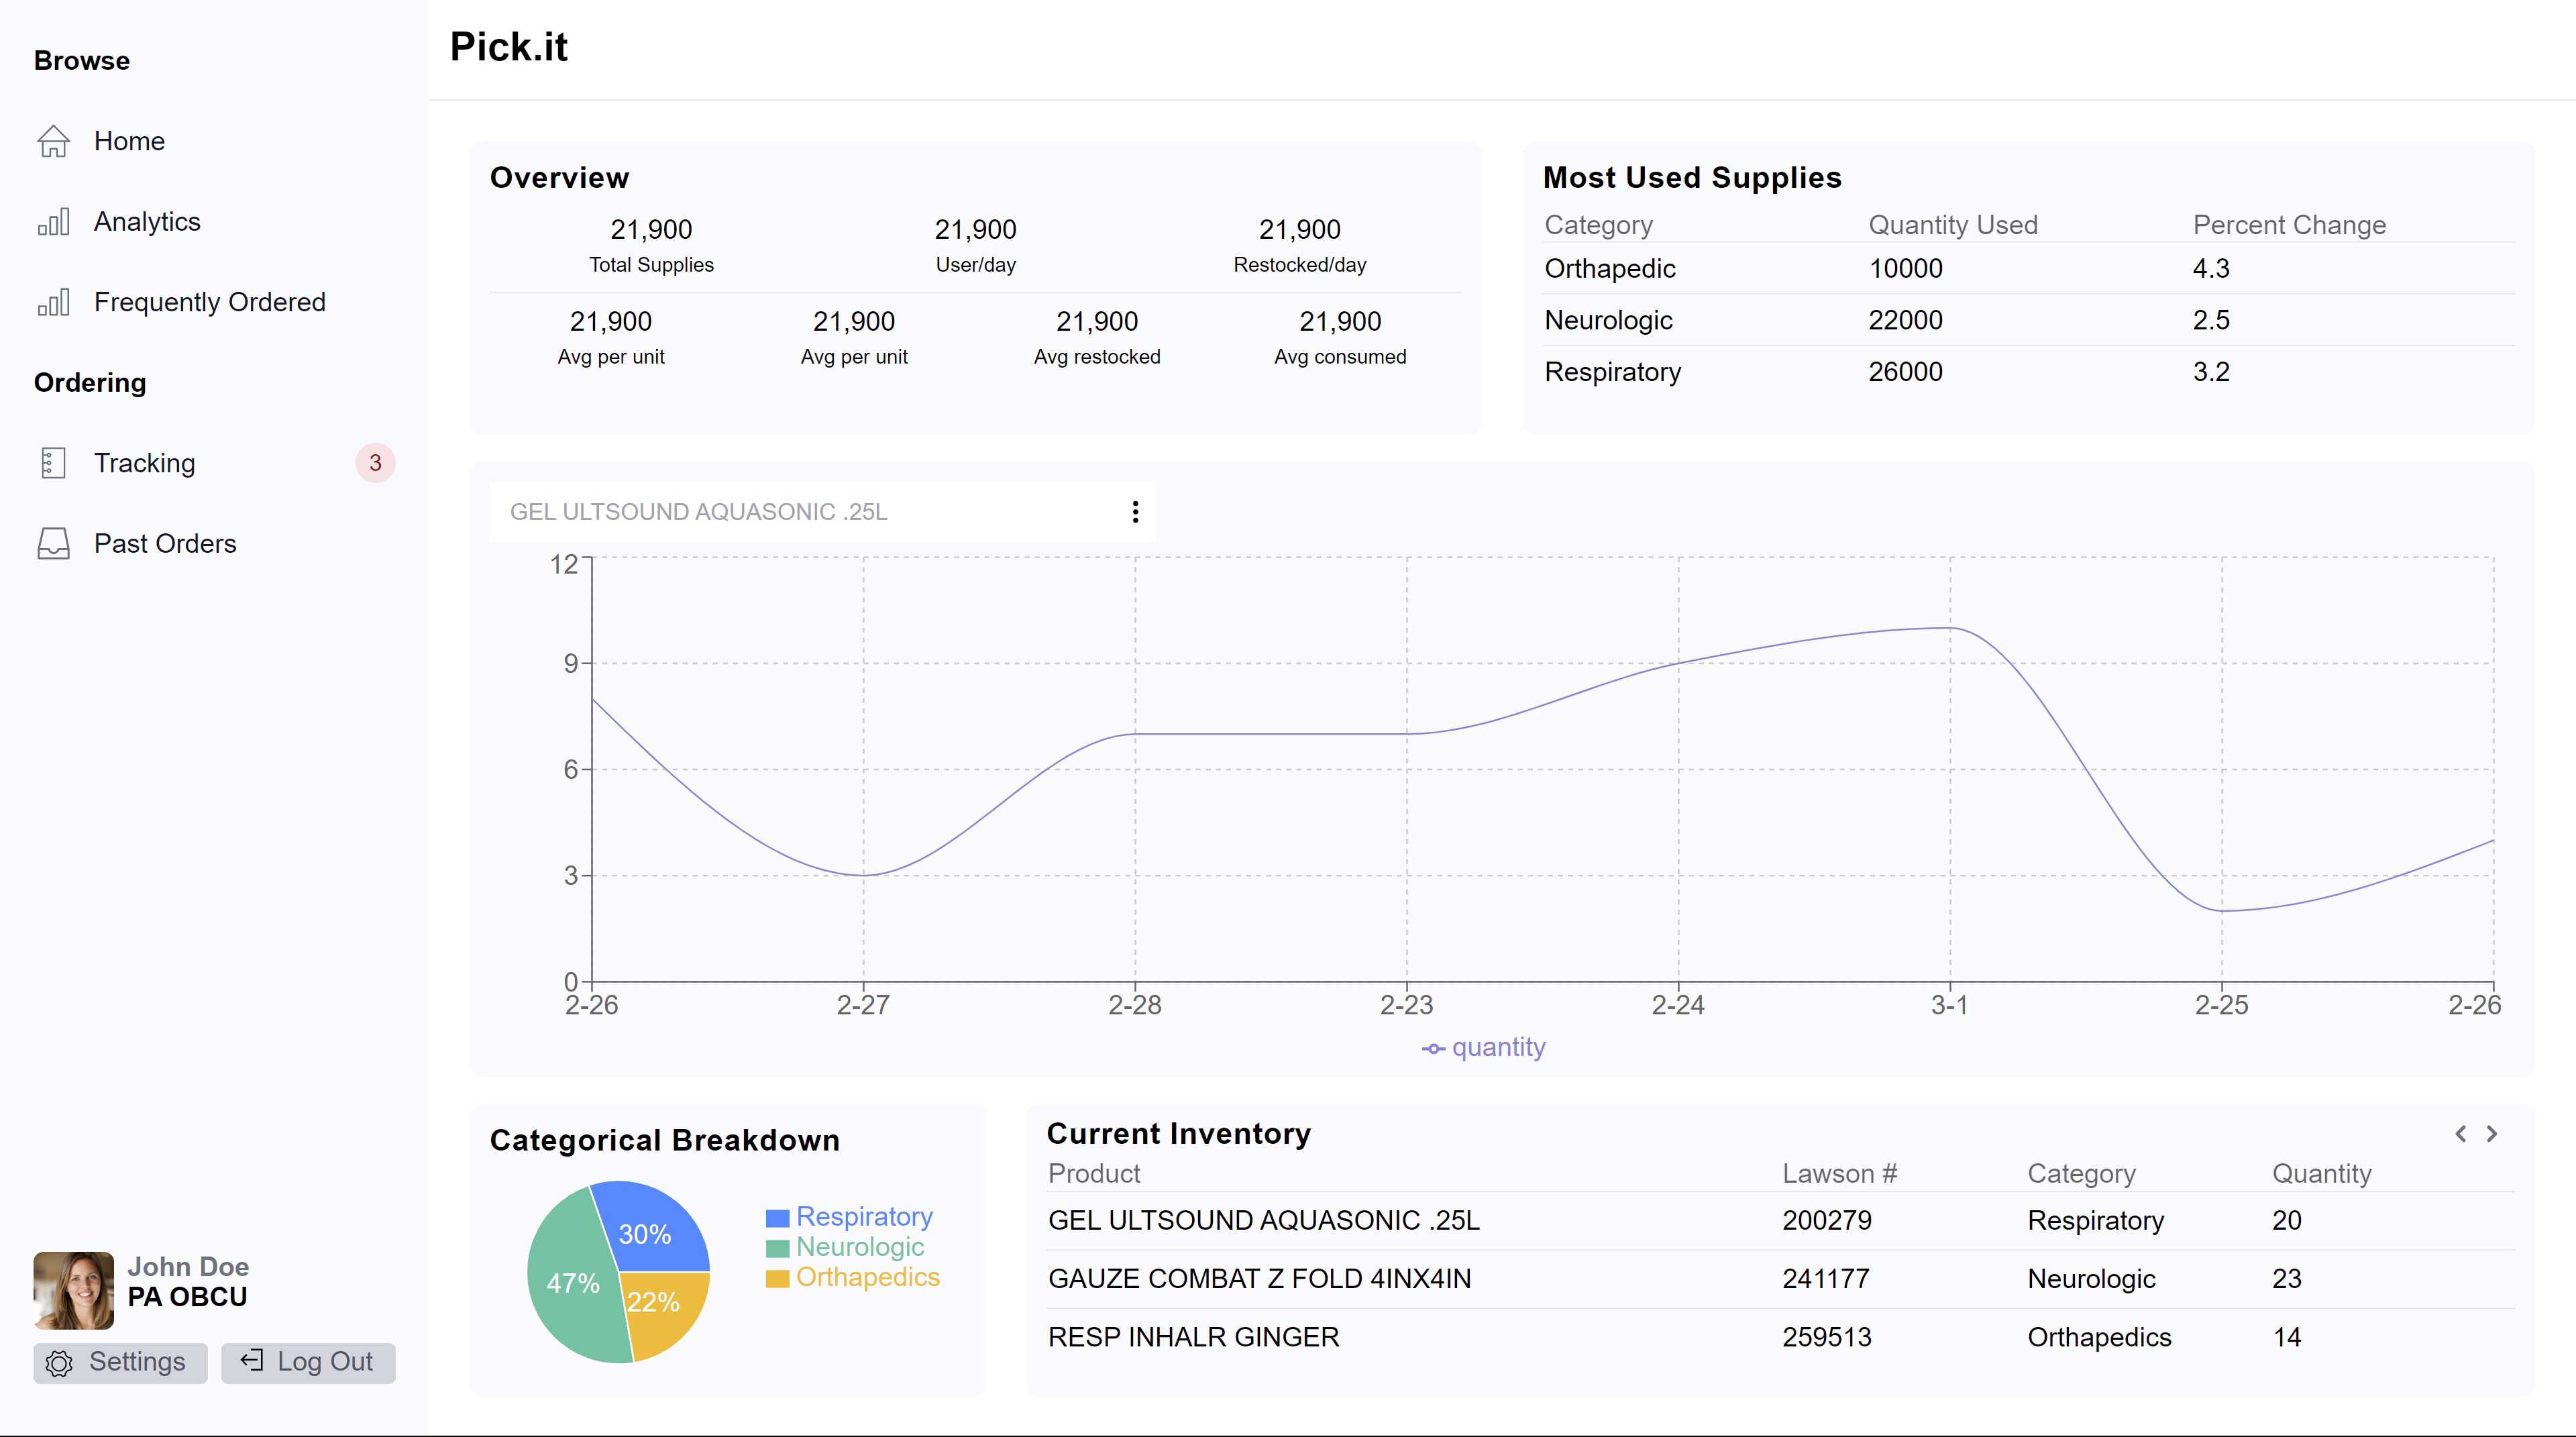 Browse
Home
Analytics
Frequently Ordered
Ordering
Tracking 3
Past Orders
John Doe
PA OBCU
Settings Log Out
Pick.it
Overview
21,900 21,900 21,900
Total Supplies User/day Restocked/day
21,900 21,900 21,900 21,900
Avg per unit Avg per unit Avg restocked Avg consumed
Most Used Supplies
Category Quantity Used Percent Change
Orthapedic 10000 4.3
Neurologic 22000 2.5
Respiratory 26000 3.2
GEL ULTSOUND AQUASONIC .25L
12
9
6
3
0
2-26 2-27 2-28 2-23 2-24 3-1 2-25 2-26
quantity
Categorical Breakdown
30%
47%
22%
Respiratory
Neurologic
Orthapedics
Current Inventory
Product Lawson # Category Quantity
GEL ULTSOUND AQUASONIC .25L 200279 Respiratory 20
GAUZE COMBAT Z FOLD 4INX4IN 241177 Neurologic 23
RESP INHALR GINGER 259513 Orthapedics 14